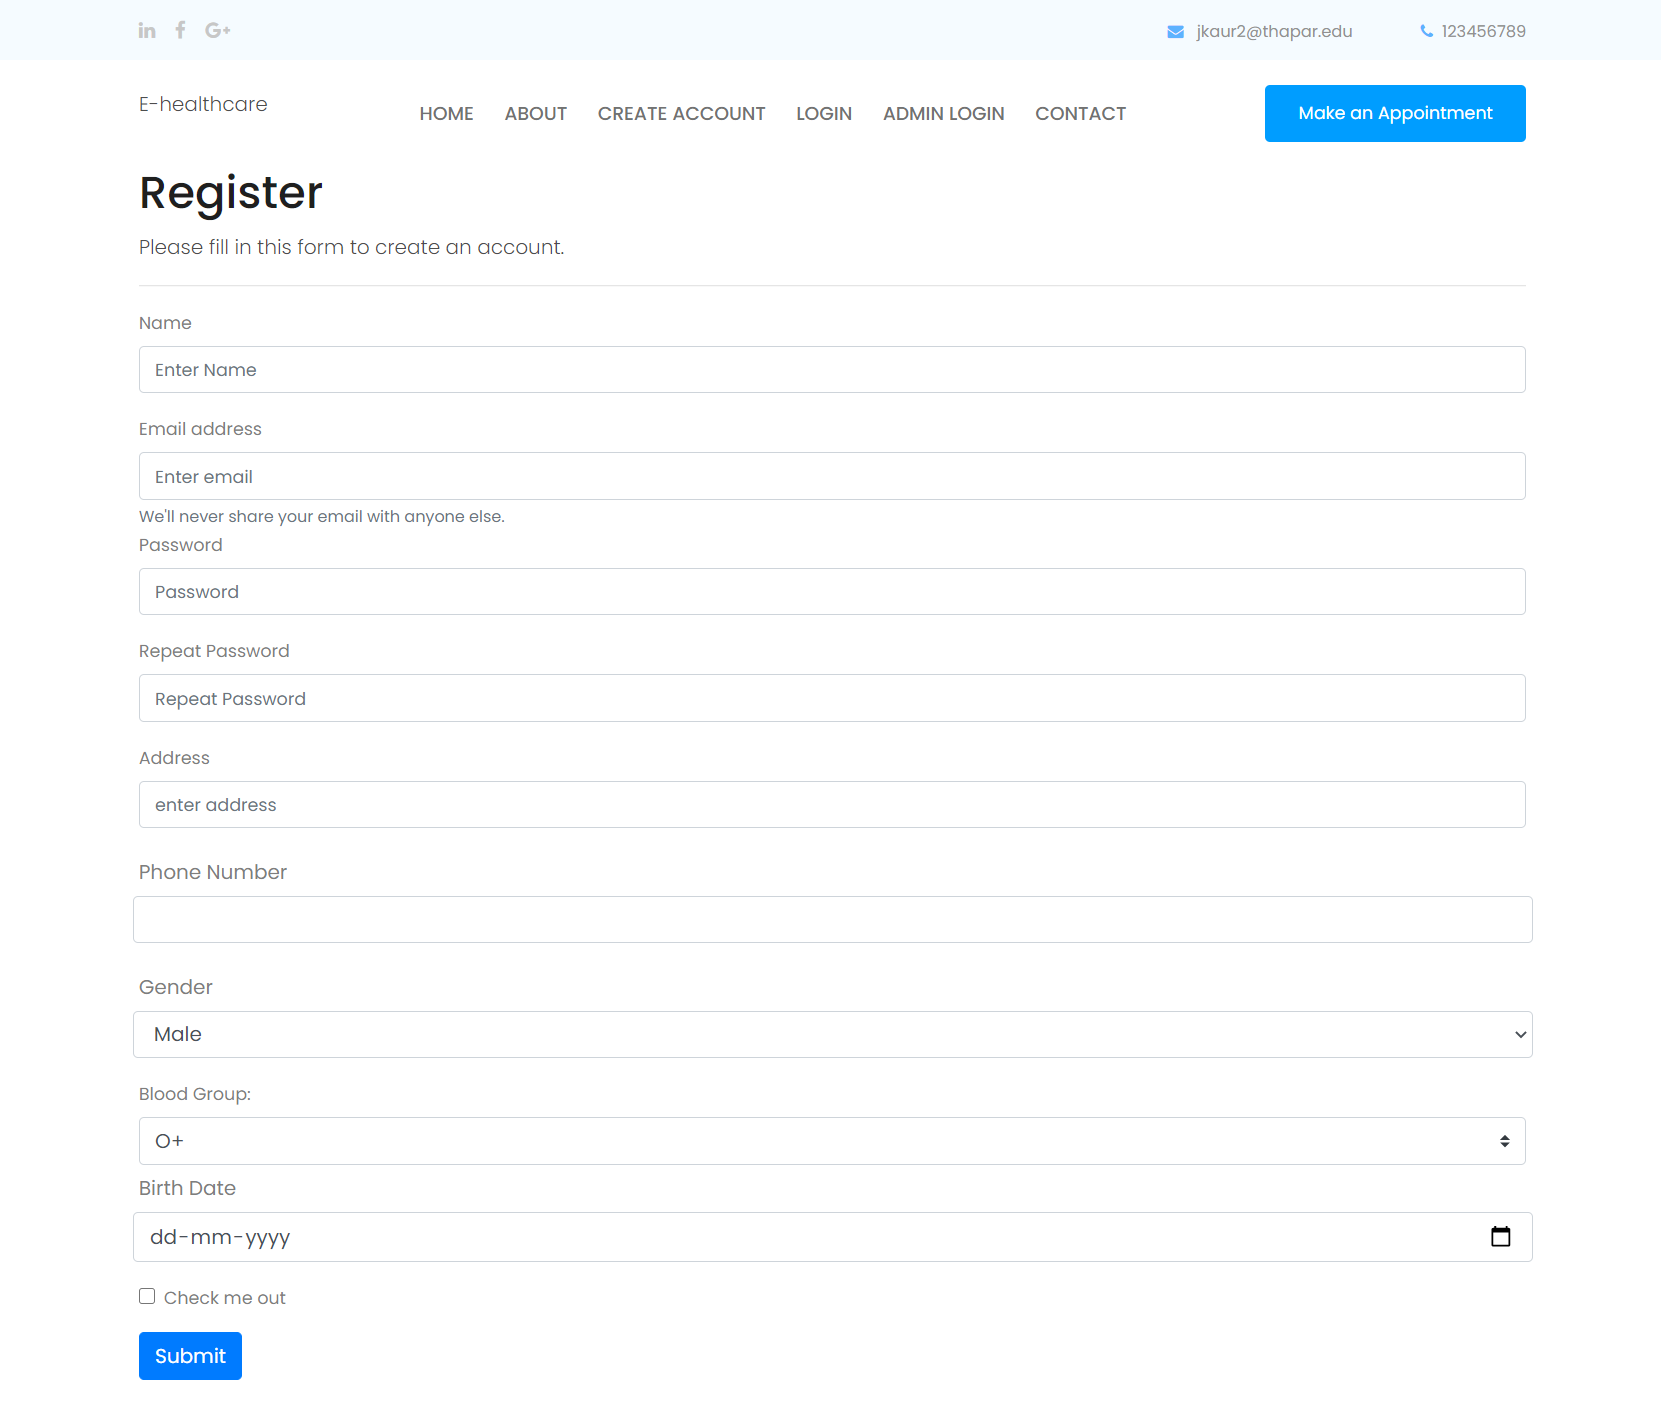 jkaur2@thapar.edu 123456789
E-healthcare HOME ABOUT CREATE ACCOUNT LOGIN ADMIN LOGIN CONTACT Make an Appointment
Register
Please fill in this form to create an account.
Name
Enter Name
Email address
Enter email
We'll never share your email with anyone else.
Password
Password
Repeat Password
Repeat Password
Address
enter address
Phone Number
Gender
Male
Blood Group:
O+
Birth Date
dd-mm-yyyy
Check me out
Submit